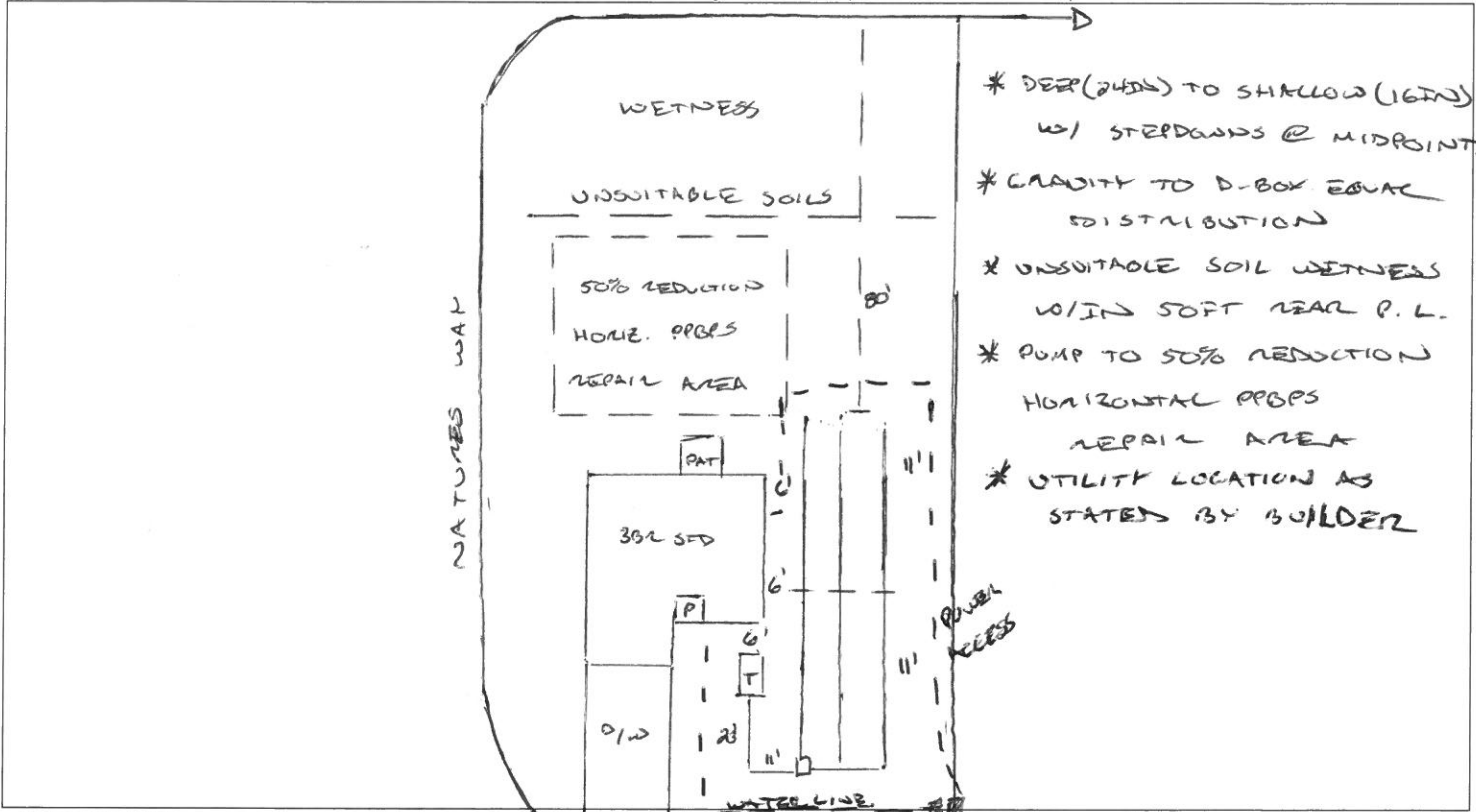 WETNESS
UNSUITABLE SOILS
50% REDUCTION
HORIZ. PPBPS
REPAIR AREA
80'
NATURES WAY
PAT
6'
11'
3BR SFD
6'
P
6'
T
11'
POWER
ACCESS
D/W
11'
WATER LINE
* DEEP (24IN) TO SHALLOW (16IN)
W/ STEPDOWNS @ MIDPOINT
* GRAVITY TO D-BOX EQUAL
DISTRIBUTION
* UNSUITABLE SOIL WETNESS
W/IN 50FT REAR P.L.
* PUMP TO 50% REDUCTION
HORIZONTAL PPBPS
REPAIR AREA
* UTILITY LOCATION AS
STATED BY BUILDER